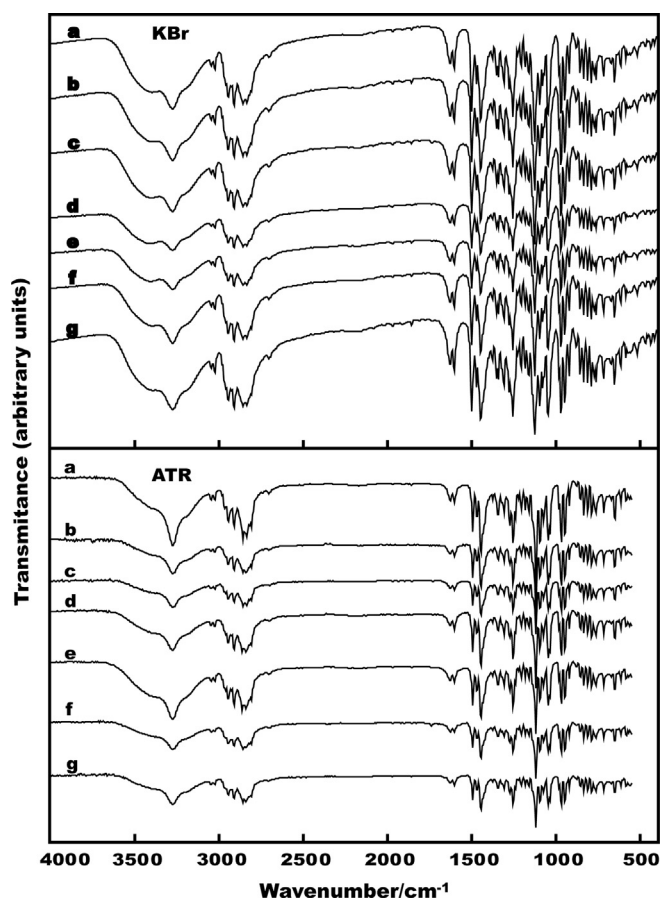 a
KBr
b
c
d
e
f
g
a
ATR
b
c
d
e
f
g
Transmitance (arbitrary units)
4000 3500 3000 2500 2000 1500 1000 500
Wavenumber/cm-1